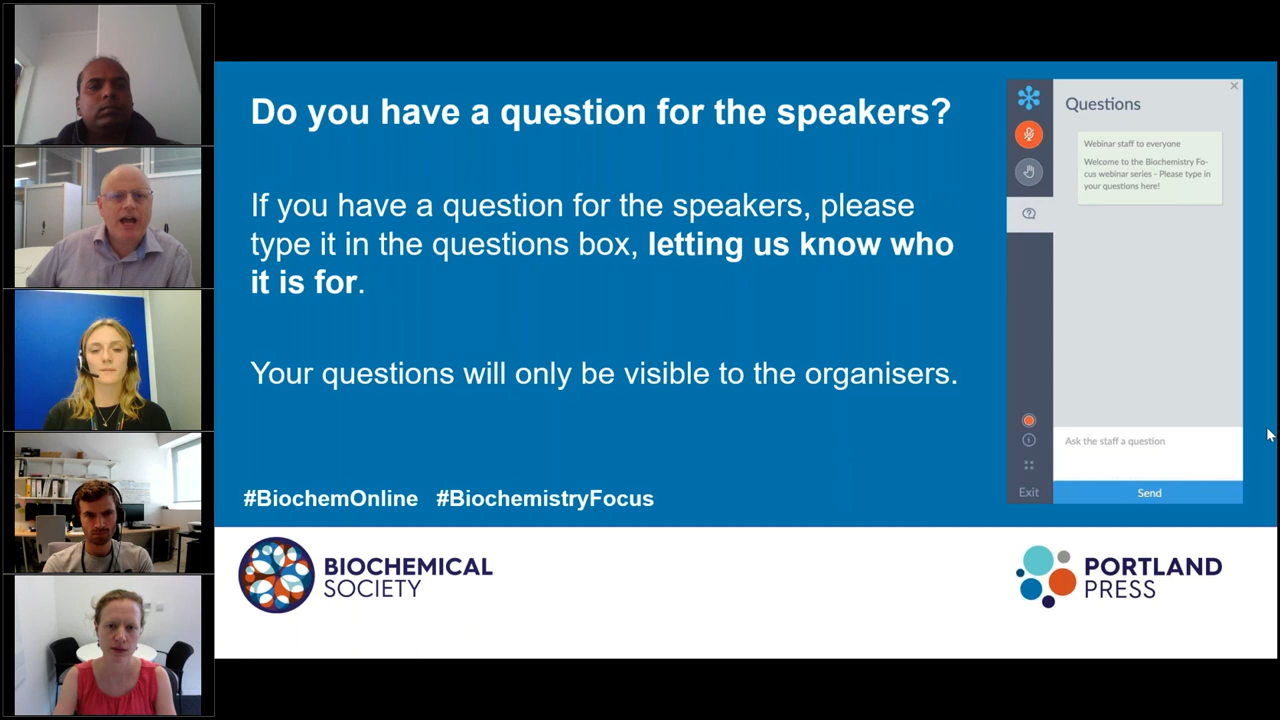 Do you have a question for the speakers?
If you have a question for the speakers, please
type it in the questions box, letting us know who
it is for.
Your questions will only be visible to the organisers.
#BiochemOnline #BiochemistryFocus
BIOCHEMICAL
SOCIETY
Questions
Webinar staff to everyone
Welcome to the Biochemistry Fo-
cus webinar series - Please type in
your questions here!
Ask the staff a question
Exit
Send
PORTLAND
PRESS